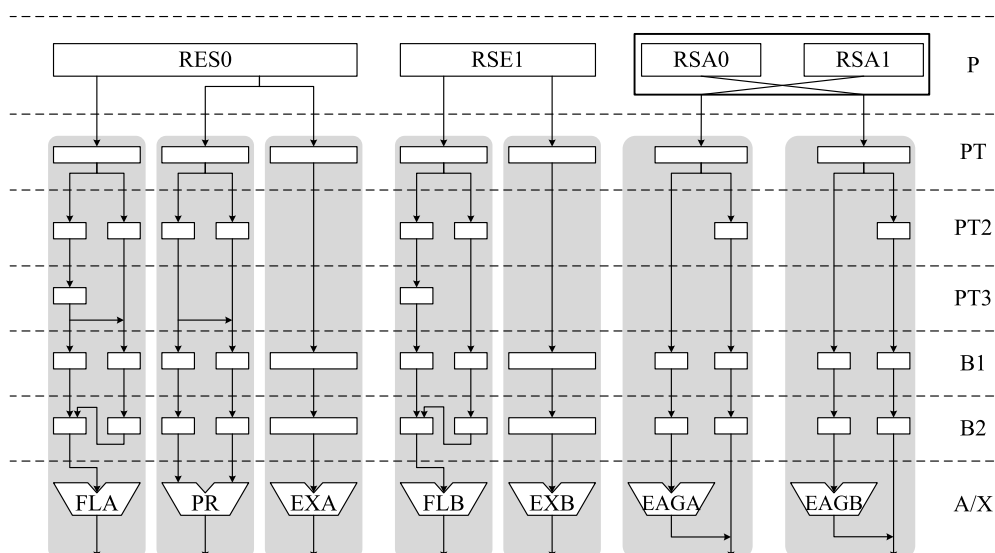 RES0
RSE1
RSA0
RSA1
P
PT
PT2
PT3
B1
B2
FLA
PR
EXA
FLB
EXB
EAGA
EAGB
A/X